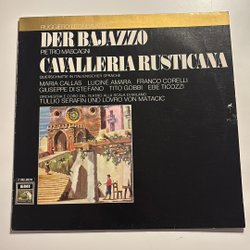 RUGGERO LEONCAVALLO
DER BAJAZZO
PIETRO MASCAGNI
CAVALLERIA RUSTICANA
QUERSCHNITTE IN ITALIENISCHER SPRACHE
MARIA CALLAS · LUCINE AMARA · FRANCO CORELLI
GIUSEPPE DI STEFANO · TITO GOBBI · EBE TICOZZI
ORCHESTRA E CORO DEL TEATRO ALLA SCALA DI MILANO
TULLIO SERAFIN UND LOVRO VON MATACIC
EMI